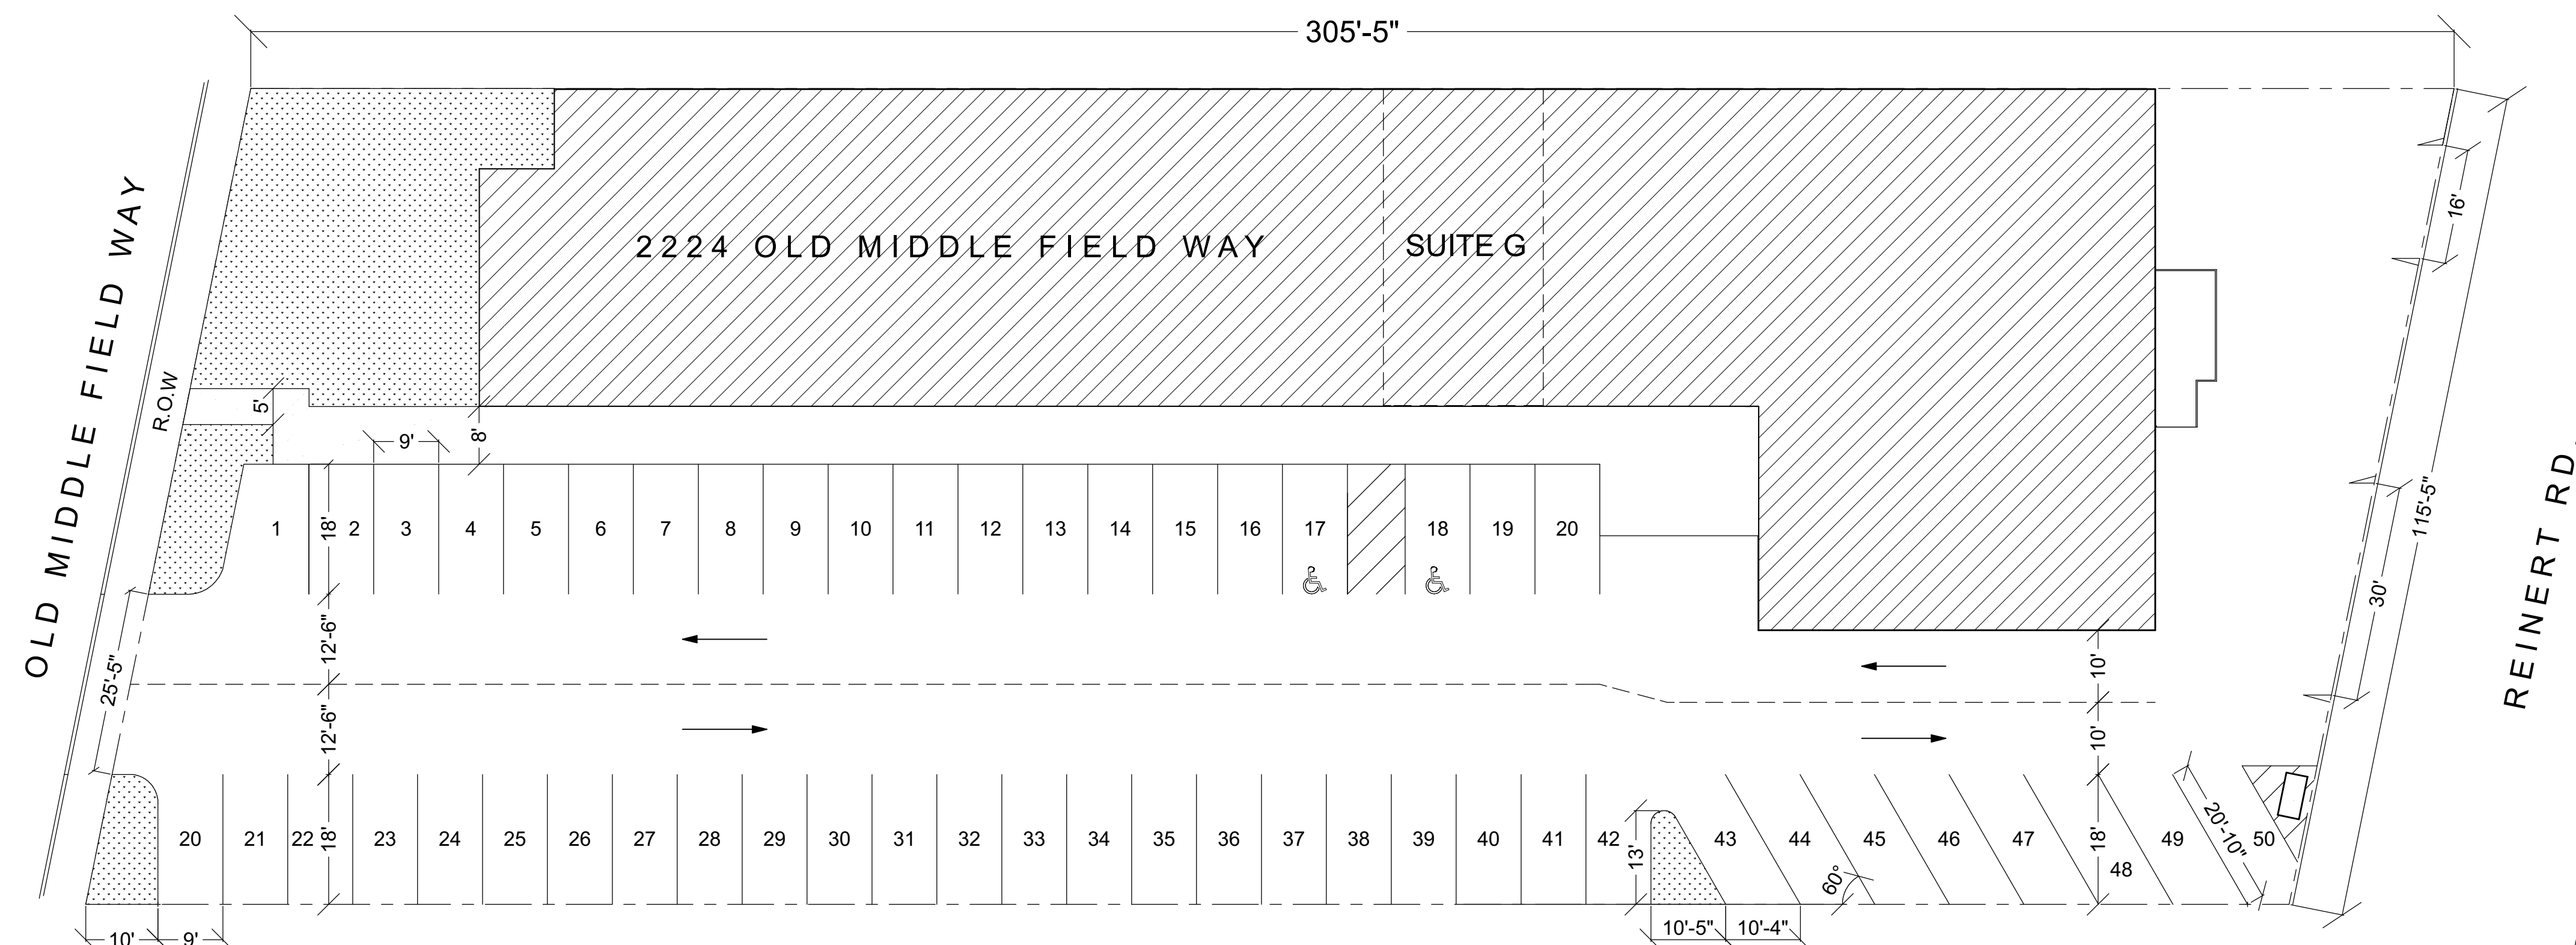 305'-5"
OLD MIDDLE FIELD WAY
R.O.W
2224 OLD MIDDLE FIELD WAY
SUITE G
16'
115'-5"
30'
REINERT RD
5'
9'
8'
1 18' 2 3 4 5 6 7 8 9 10 11 12 13 14 15 16 17 18 19 20
25'-5"
12'-6"
12'-6"
10'
10'
20 21 22 18' 23 24 25 26 27 28 29 30 31 32 33 34 35 36 37 38 39 40 41 42 13' 43 44 45 46 47 18' 48 49 20'-10" 50
60°
10' 9' 10'-5" 10'-4"